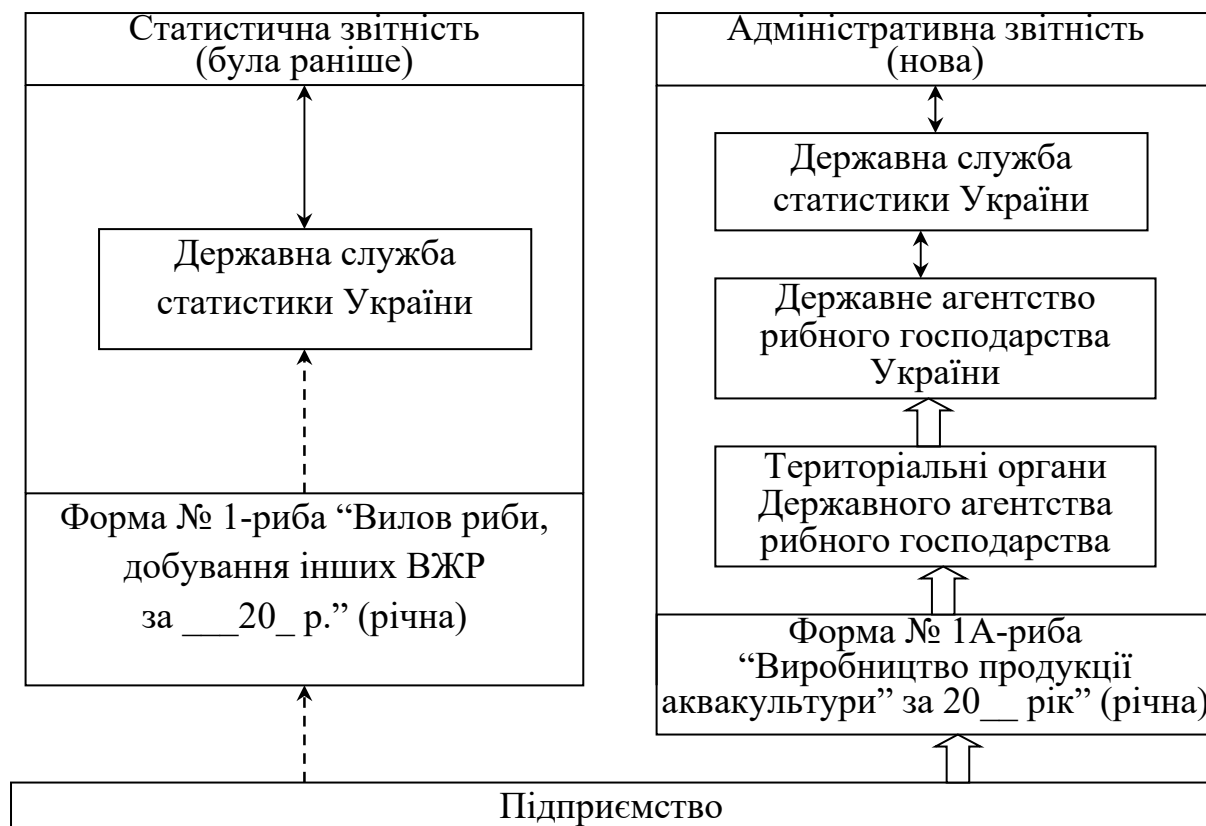 Статистична звітність
(була раніше)
Державна служба
статистики України
Форма № 1-риба “Вилов риби,
добування інших ВЖР
за ___20_ р.” (річна)
Адміністративна звітність
(нова)
Державна служба
статистики України
Державне агентство
рибного господарства
України
Територіальні органи
Державного агентства
рибного господарства
Форма № 1А-риба
“Виробництво продукції
аквакультури” за 20__ рік” (річна)
Підприємство